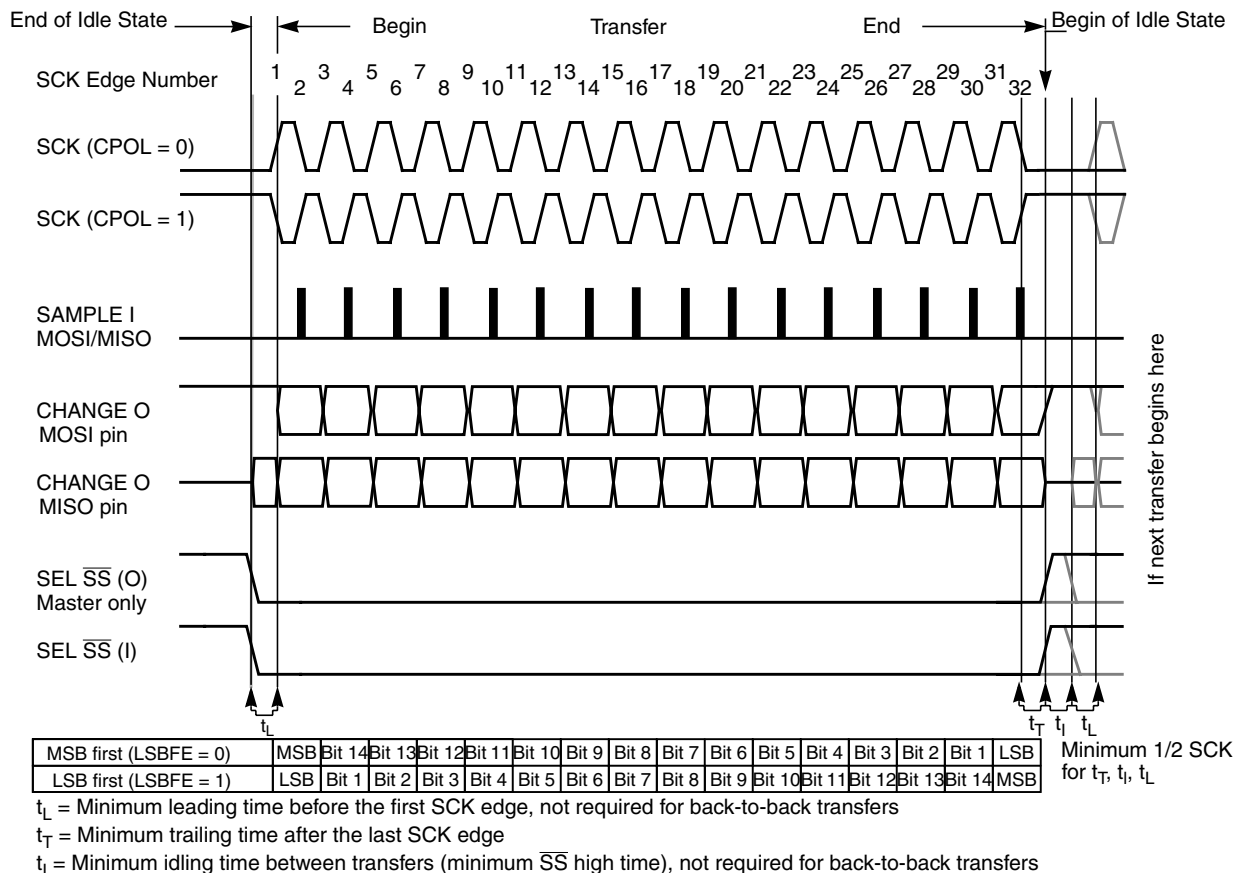 End of Idle State
Begin
Transfer
End
Begin of Idle State
SCK Edge Number
1 3 5 7 9 11 13 15 17 19 21 23 25 27 29 31
2 4 6 8 10 12 14 16 18 20 22 24 26 28 30 32
SCK (CPOL = 0)
SCK (CPOL = 1)
SAMPLE I
MOSI/MISO
CHANGE O
MOSI pin
CHANGE O
MISO pin
SEL SS (O)
Master only
SEL SS (I)
If next transfer begins here
tL
tT tI tL
MSB first (LSBFE = 0) MSB Bit 14 Bit 13 Bit 12 Bit 11 Bit 10 Bit 9 Bit 8 Bit 7 Bit 6 Bit 5 Bit 4 Bit 3 Bit 2 Bit 1 LSB
LSB first (LSBFE = 1) LSB Bit 1 Bit 2 Bit 3 Bit 4 Bit 5 Bit 6 Bit 7 Bit 8 Bit 9 Bit 10 Bit 11 Bit 12 Bit 13 Bit 14 MSB
Minimum 1/2 SCK
for tT, tI, tL
tL = Minimum leading time before the first SCK edge, not required for back-to-back transfers
tT = Minimum trailing time after the last SCK edge
tI = Minimum idling time between transfers (minimum SS high time), not required for back-to-back transfers